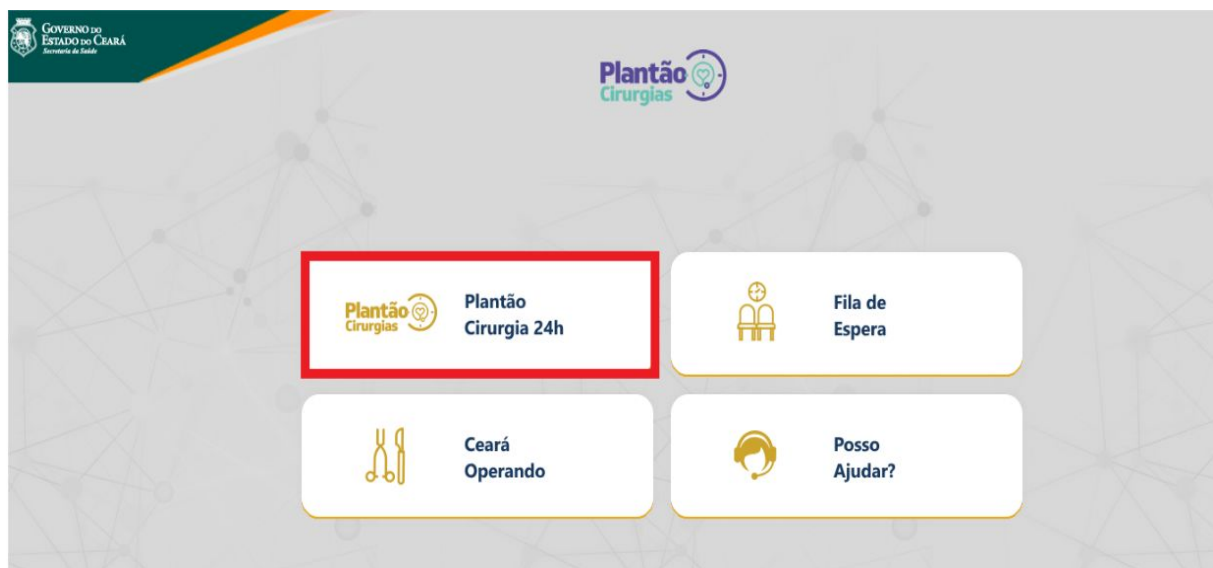 GOVERNO DO
ESTADO DO CEARÁ
Secretaria da Saúde
Plantão
Cirurgias
Plantão
Cirurgias
Plantão
Cirurgia 24h
Fila de
Espera
Ceará
Operando
Posso
Ajudar?